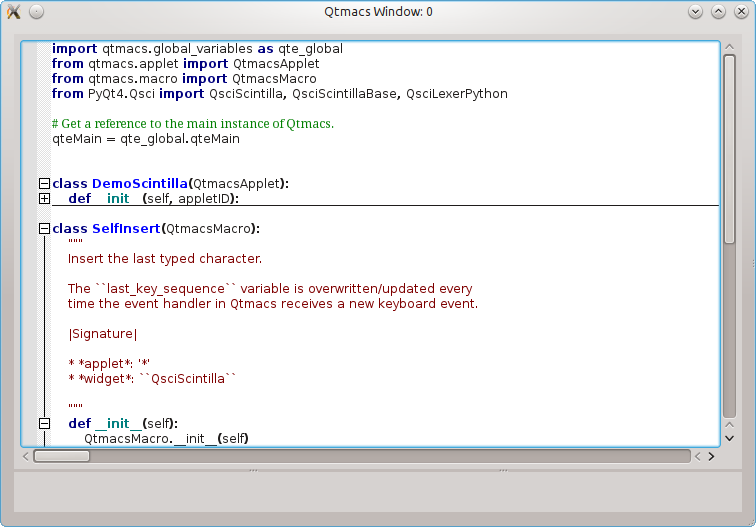 Qtmacs Window: 0
import qtmacs.global_variables as qte_global
from qtmacs.applet import QtmacsApplet
from qtmacs.macro import QtmacsMacro
from PyQt4.Qsci import QsciScintilla, QsciScintillaBase, QsciLexerPython
# Get a reference to the main instance of Qtmacs.
qteMain = qte_global.qteMain
class DemoScintilla(QtmacsApplet):
def __init__(self, appletID):
class SelfInsert(QtmacsMacro):
"""
Insert the last typed character.
The ``last_key_sequence`` variable is overwritten/updated every
time the event handler in Qtmacs receives a new keyboard event.
|Signature|
* *applet*: '*'
* *widget*: ``QsciScintilla``
"""
def __init__(self):
QtmacsMacro.__init__(self)